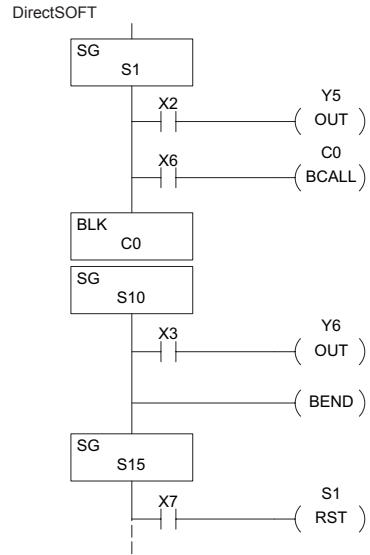 DirectSOFT
SG
S1
X2
Y5
OUT
X6
C0
BCALL
BLK
C0
SG
S10
X3
Y6
OUT
BEND
SG
S15
X7
S1
RST